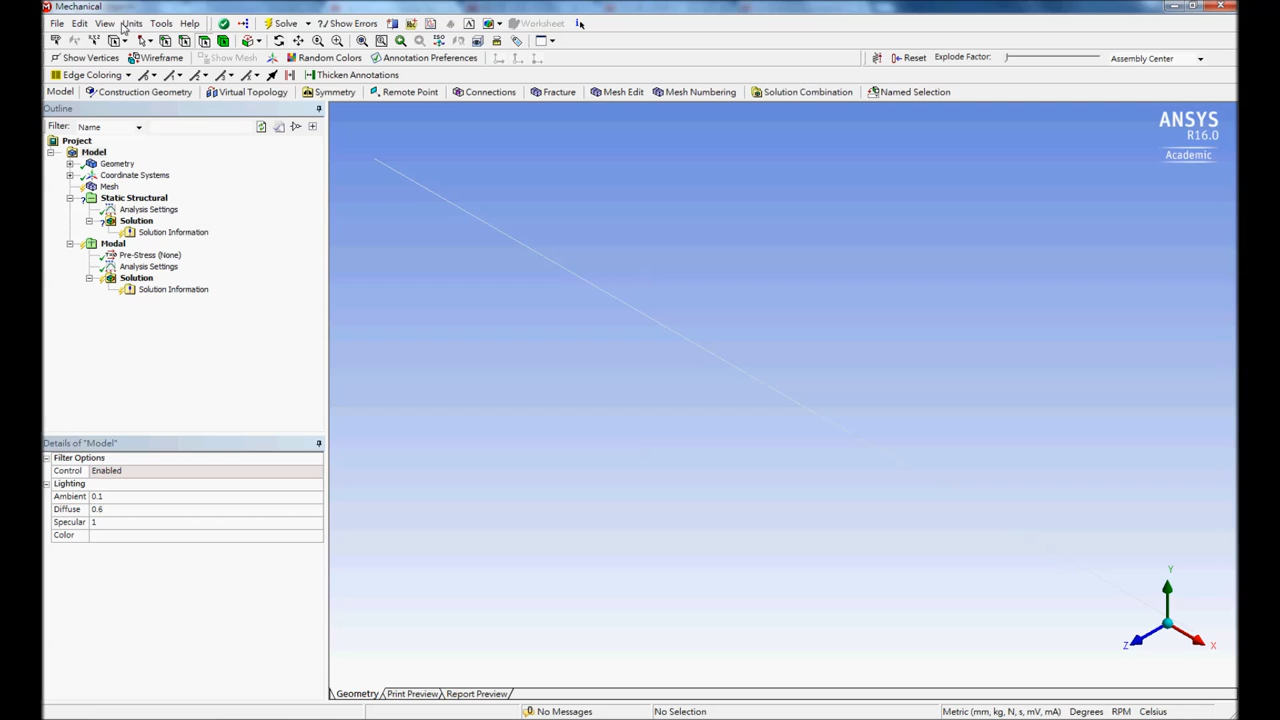 Mechanical
File Edit View Units Tools Help Solve Show Errors Worksheet
Show Vertices Wireframe Show Mesh Random Colors Annotation Preferences Reset Explode Factor: Assembly Center
Edge Coloring Thicken Annotations
Model Construction Geometry Virtual Topology Symmetry Remote Point Connections Fracture Mesh Edit Mesh Numbering Solution Combination Named Selection
Outline
Filter: Name
Project
Model
Geometry
Coordinate Systems
Mesh
Static Structural
Analysis Settings
Solution
Solution Information
Modal
Pre-Stress (None)
Analysis Settings
Solution
Solution Information
ANSYS
R16.0
Academic
Details of "Model"
Filter Options
Control Enabled
Lighting
Ambient 0.1
Diffuse 0.6
Specular 1
Color
Y
Z X
Geometry Print Preview Report Preview
No Messages No Selection Metric (mm, kg, N, s, mV, mA) Degrees RPM Celsius